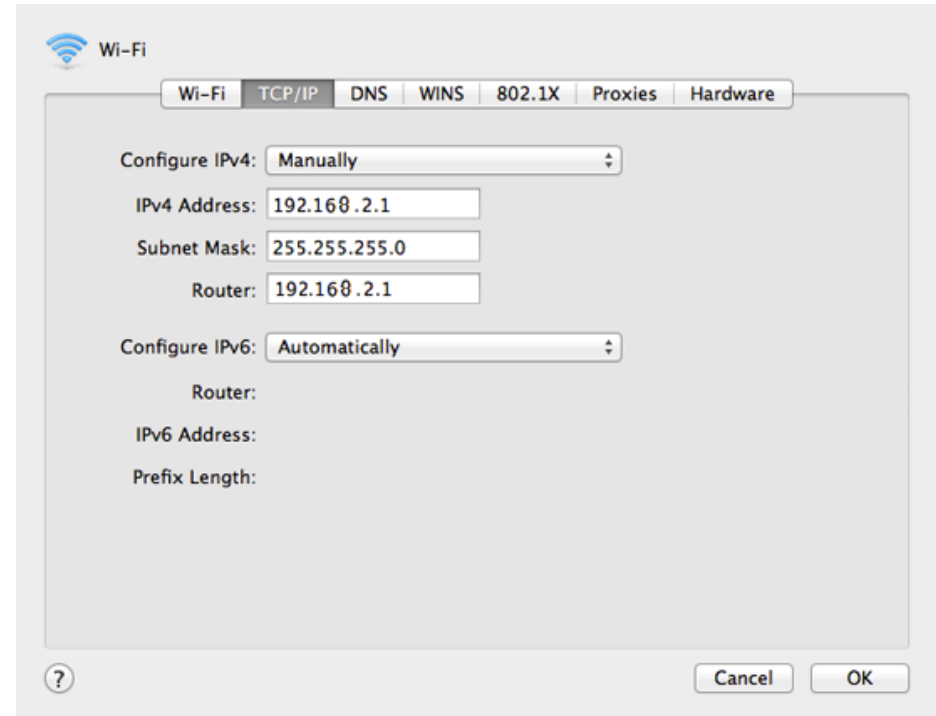 Wi-Fi
Wi-Fi TCP/IP DNS WINS 802.1X Proxies Hardware
Configure IPv4: Manually
IPv4 Address: 192.168.2.1
Subnet Mask: 255.255.255.0
Router: 192.168.2.1
Configure IPv6: Automatically
Router:
IPv6 Address:
Prefix Length:
? Cancel OK